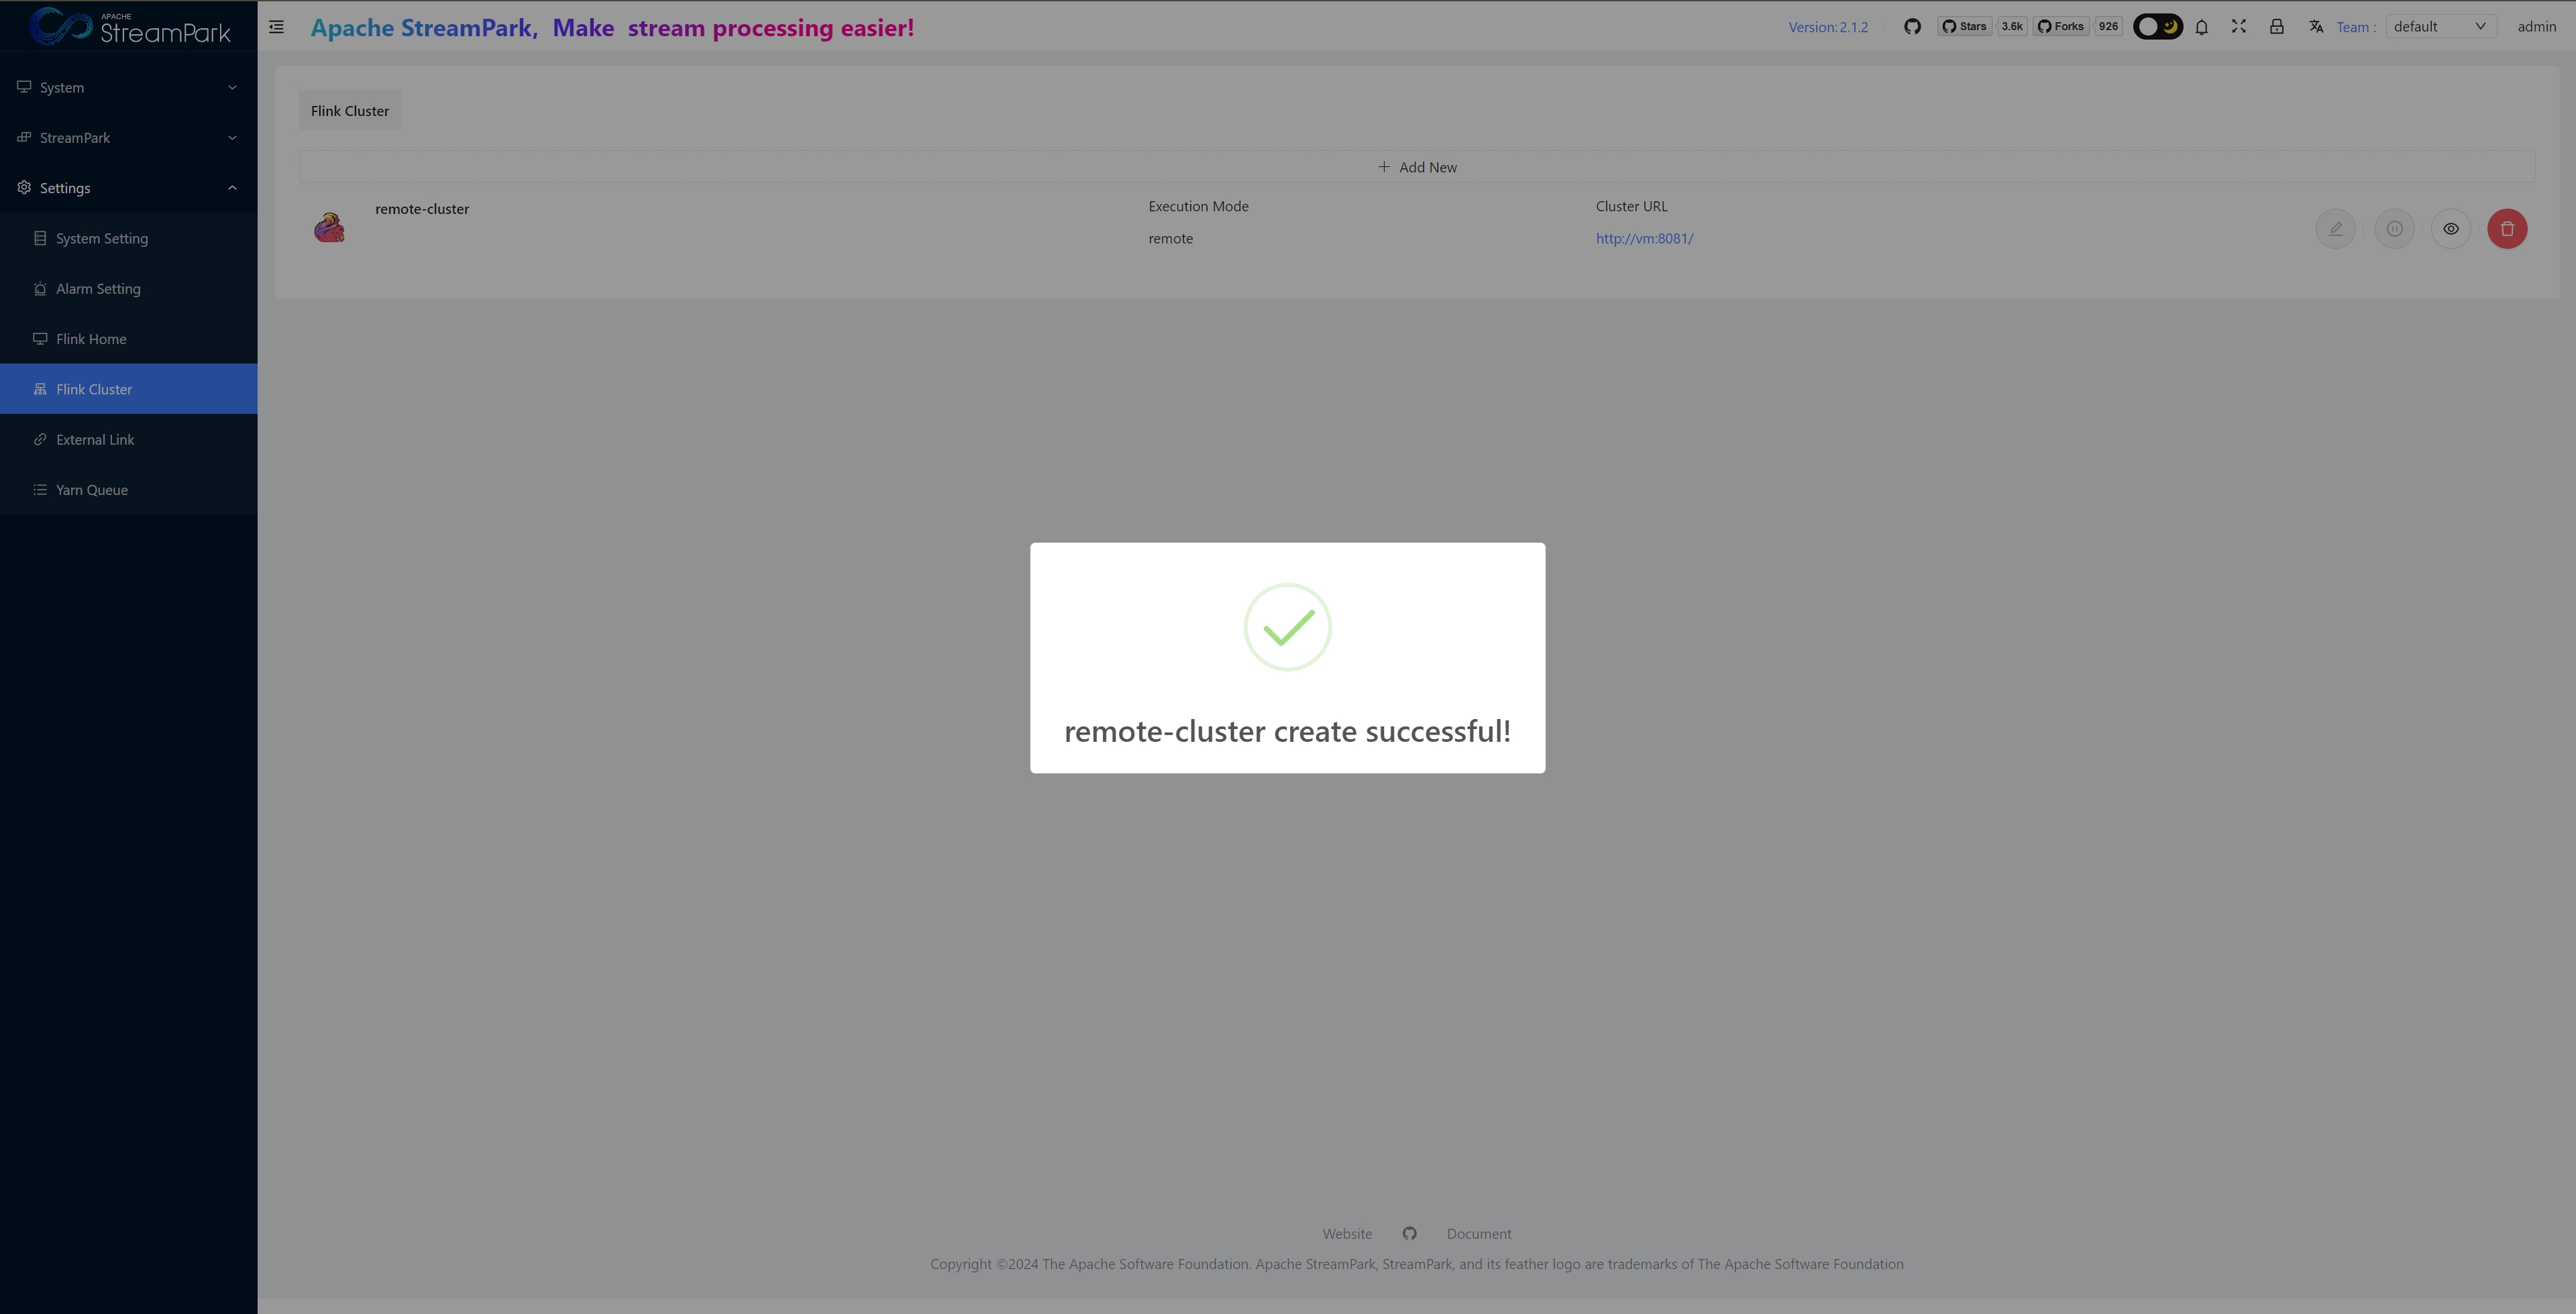 APACHE
StreamPark
Apache StreamPark,  Make  stream processing easier!
Version: 2.1.2
Stars 3.6k
Forks 926
Team :
default
admin
System
StreamPark
Settings
System Setting
Alarm Setting
Flink Home
Flink Cluster
External Link
Yarn Queue
Flink Cluster
Add New
remote-cluster
Execution Mode
remote
Cluster URL
http://vm:8081/
remote-cluster create successful!
Website
Document
Copyright ©2024 The Apache Software Foundation. Apache StreamPark, StreamPark, and its feather logo are trademarks of The Apache Software Foundation